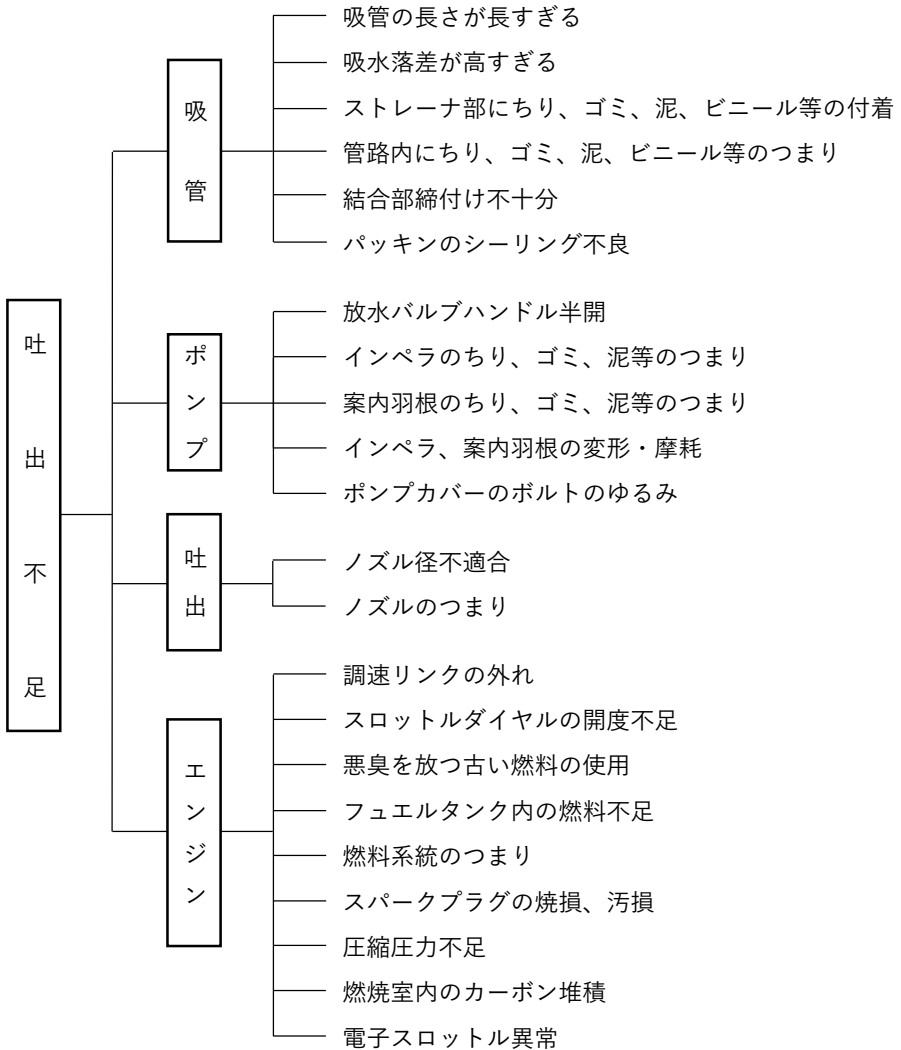 吐出不足
吸管
吸管の長さが長すぎる
吸水落差が高すぎる
ストレーナ部にちり、ゴミ、泥、ビニール等の付着
管路内にちり、ゴミ、泥、ビニール等のつまり
結合部締付け不十分
パッキンのシーリング不良
ポンプ
放水バルブハンドル半開
インペラのちり、ゴミ、泥等のつまり
案内羽根のちり、ゴミ、泥等のつまり
インペラ、案内羽根の変形・摩耗
ポンプカバーのボルトのゆるみ
吐出
ノズル径不適合
ノズルのつまり
エンジン
調速リンクの外れ
スロットルダイヤルの開度不足
悪臭を放つ古い燃料の使用
フュエルタンク内の燃料不足
燃料系統のつまり
スパークプラグの焼損、汚損
圧縮圧力不足
燃焼室内のカーボン堆積
電子スロットル異常